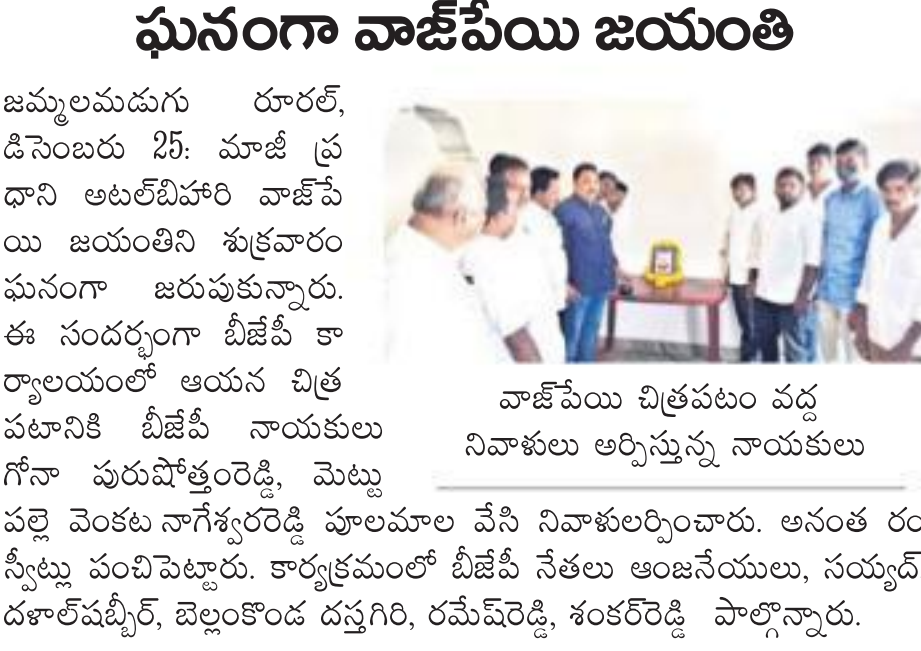 ఘనంగా వాజ్‌పేయి జయంతి
జమ్మలమడుగు రూరల్,
డిసెంబరు 25: మాజీ ప్ర
ధాని అటల్‌బిహారి వాజ్‌పే
యి జయంతిని శుక్రవారం
ఘనంగా జరుపుకున్నారు.
ఈ సందర్భంగా బీజేపీ కా
ర్యాలయంలో ఆయన చిత్ర
పటానికి బీజేపీ నాయకులు
గోనా పురుషోత్తంరెడ్డి, మెట్టు
పల్లె వెంకట నాగేశ్వరరెడ్డి పూలమాల వేసి నివాళులర్పించారు. అనంత రం
స్వీట్లు పంచిపెట్టారు. కార్యక్రమంలో బీజేపీ నేతలు ఆంజనేయులు, సయ్యద్
దళాల్‌షబ్బీర్, బెల్లంకొండ దస్తగిరి, రమేష్‌రెడ్డి, శంకర్‌రెడ్డి పాల్గొన్నారు.
వాజ్‌పేయి చిత్రపటం వద్ద
నివాళులు అర్పిస్తున్న నాయకులు